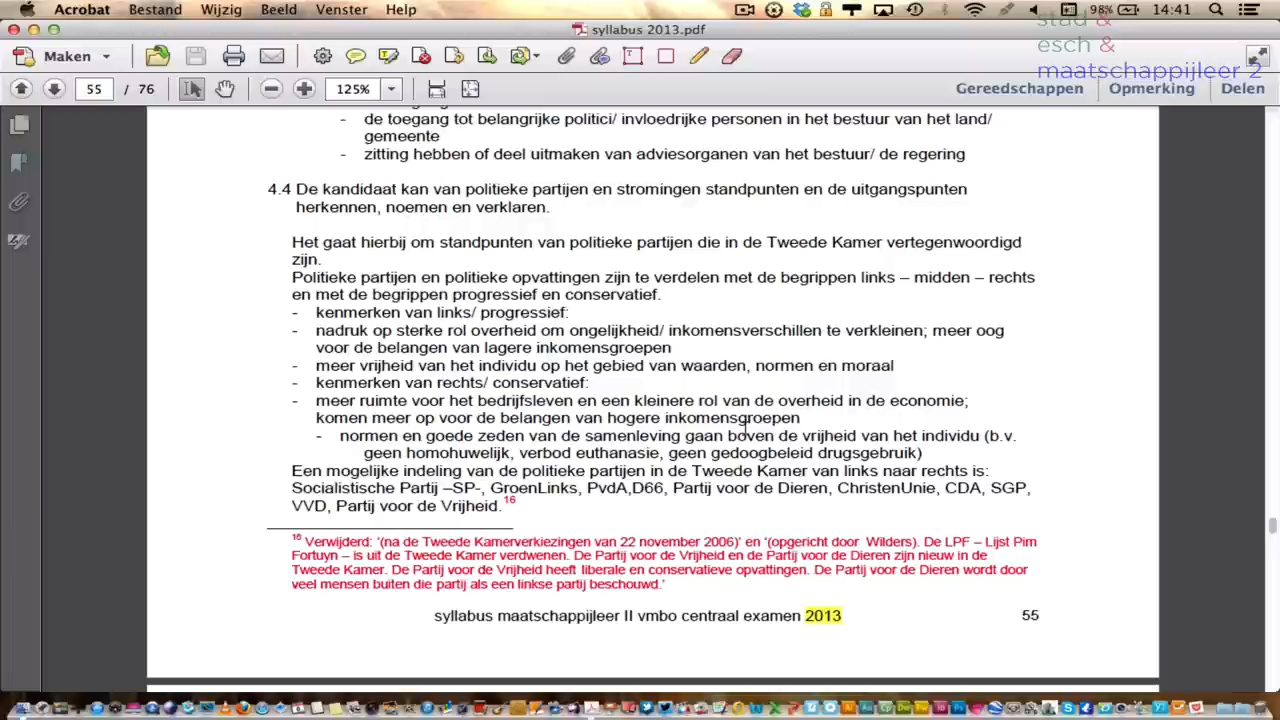 Acrobat Bestand Wijzig Beeld Venster Help 98% 14:41
syllabus 2013.pdf
stad &
esch &
maatschappijleer 2
Maken
55 / 76 125% Gereedschappen Opmerking Delen
- de toegang tot belangrijke politici/ invloedrijke personen in het bestuur van het land/
gemeente
- zitting hebben of deel uitmaken van adviesorganen van het bestuur/ de regering
4.4 De kandidaat kan van politieke partijen en stromingen standpunten en de uitgangspunten
herkennen, noemen en verklaren.
Het gaat hierbij om standpunten van politieke partijen die in de Tweede Kamer vertegenwoordigd
zijn.
Politieke partijen en politieke opvattingen zijn te verdelen met de begrippen links – midden – rechts
en met de begrippen progressief en conservatief.
- kenmerken van links/ progressief:
- nadruk op sterke rol overheid om ongelijkheid/ inkomensverschillen te verkleinen; meer oog
voor de belangen van lagere inkomensgroepen
- meer vrijheid van het individu op het gebied van waarden, normen en moraal
- kenmerken van rechts/ conservatief:
- meer ruimte voor het bedrijfsleven en een kleinere rol van de overheid in de economie;
komen meer op voor de belangen van hogere inkomensgroepen
- normen en goede zeden van de samenleving gaan boven de vrijheid van het individu (b.v.
geen homohuwelijk, verbod euthanasie, geen gedoogbeleid drugsgebruik)
Een mogelijke indeling van de politieke partijen in de Tweede Kamer van links naar rechts is:
Socialistische Partij –SP-, GroenLinks, PvdA,D66, Partij voor de Dieren, ChristenUnie, CDA, SGP,
VVD, Partij voor de Vrijheid. 16
16 Verwijderd: '(na de Tweede Kamerverkiezingen van 22 november 2006)' en '(opgericht door Wilders). De LPF – Lijst Pim
Fortuyn – is uit de Tweede Kamer verdwenen. De Partij voor de Vrijheid en de Partij voor de Dieren zijn nieuw in de
Tweede Kamer. De Partij voor de Vrijheid heeft liberale en conservatieve opvattingen. De Partij voor de Dieren wordt door
veel mensen buiten die partij als een linkse partij beschouwd.'
syllabus maatschappijleer II vmbo centraal examen 2013 55